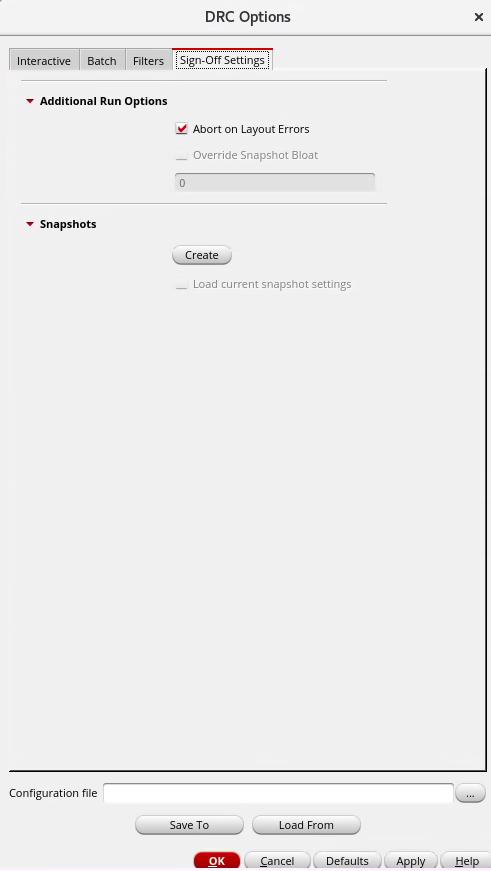 DRC Options
Interactive Batch Filters Sign-Off Settings
Additional Run Options
Abort on Layout Errors
Override Snapshot Bloat
0
Snapshots
Create
Load current snapshot settings
Configuration file ...
Save To Load From
OK Cancel Defaults Apply Help